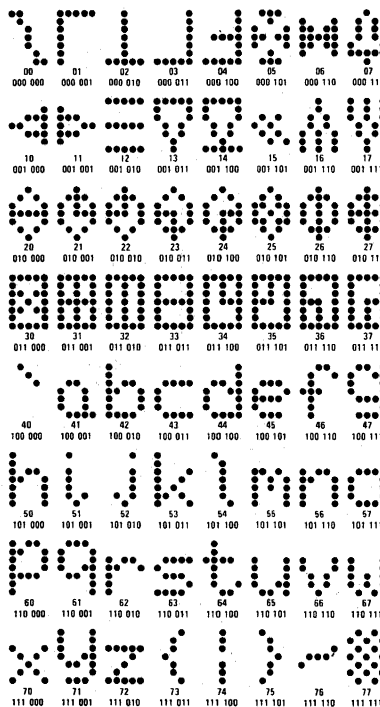 00 01 02 03 04 05 06 07
000 000 000 001 000 010 000 011 000 100 000 101 000 110 000 11
10 11 12 13 14 15 16 17
001 000 001 001 001 010 001 011 001 100 001 101 001 110 001 11
20 21 22 23 24 25 26 27
010 000 010 001 010 010 010 011 010 100 010 101 010 110 010 11
30 31 32 33 34 35 36 37
011 000 011 001 011 010 011 011 011 100 011 101 011 110 011 11
` a b c d e f g
40 41 42 43 44 45 46 47
100 000 100 001 100 010 100 011 100 100 100 101 100 110 100 11
h i j k l m n o
50 51 52 53 54 55 56 57
101 000 101 001 101 010 101 011 101 100 101 101 101 110 101 11
p q r s t u v w
60 61 62 63 64 65 66 67
110 000 110 001 110 010 110 011 110 100 110 101 110 110 110 11
x y z { | } ~
70 71 72 73 74 75 76 77
111 000 111 001 111 010 111 011 111 100 111 101 111 110 111 11